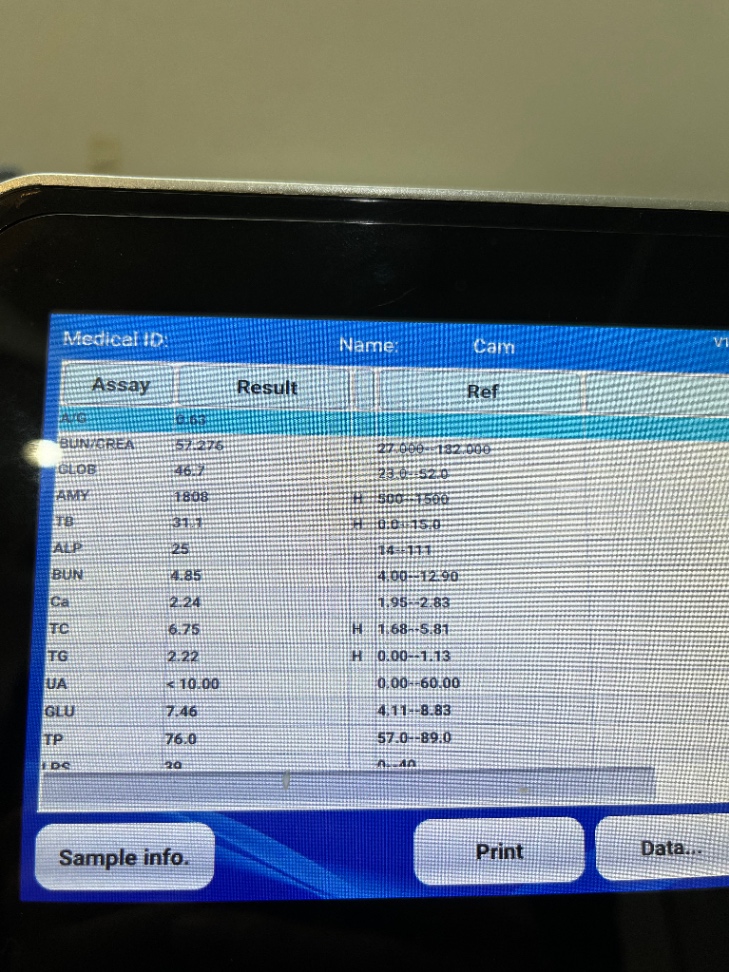 Medical ID: Name: Cam
Assay Result Ref
A/G 0.63
BUN/CREA 57.276 27.000--182.000
GLOB 46.7 23.0--52.0
AMY 1808 H 500--1500
TB 31.1 H 0.0--15.0
ALP 25 14--111
BUN 4.85 4.00--12.90
Ca 2.24 1.95--2.83
TC 6.75 H 1.68--5.81
TG 2.22 H 0.00--1.13
UA < 10.00 0.00--60.00
GLU 7.46 4.11--8.83
TP 76.0 57.0--89.0
0--40
Sample info. Print Data...